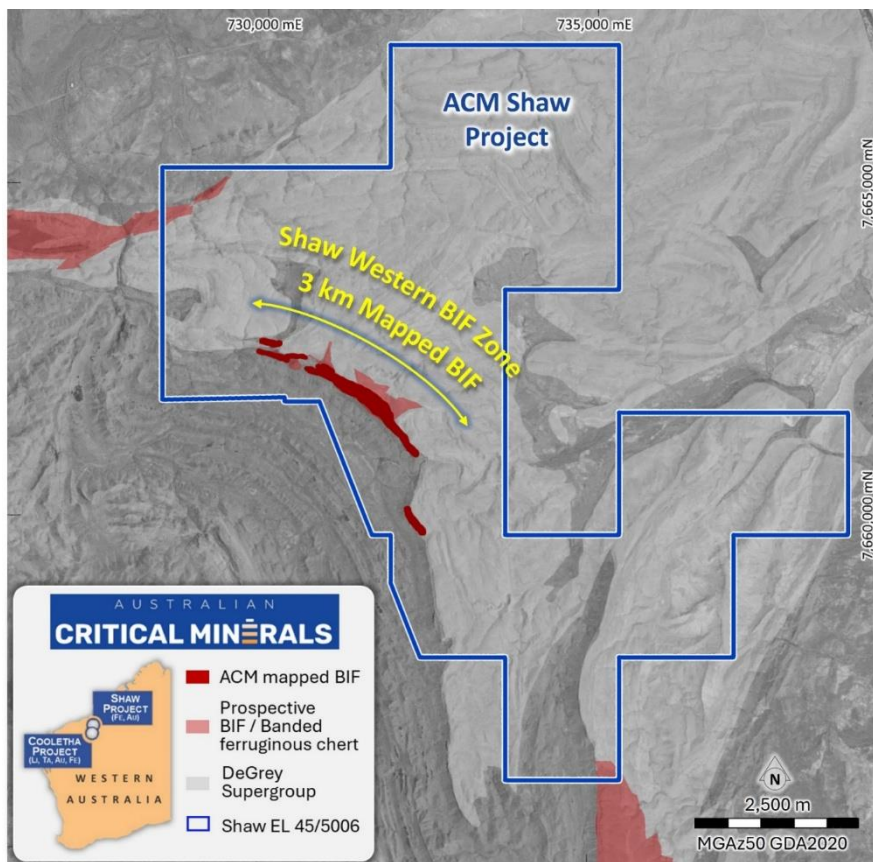 730,000 mE
735,000 mE
ACM Shaw
Project
7,665,000 mN
Shaw Western BIF Zone
3 km Mapped BIF
7,660,000 mN
AUSTRALIAN
CRITICAL MINERALS
SHAW
PROJECT
(FE, AU)
COOLETHA
PROJECT
(LI, TA, AU, FE)
WESTERN
AUSTRALIA
ACM mapped BIF
Prospective
BIF / Banded
ferruginous chert
DeGrey
Supergroup
Shaw EL 45/5006
N
2,500 m
MGAz50 GDA2020